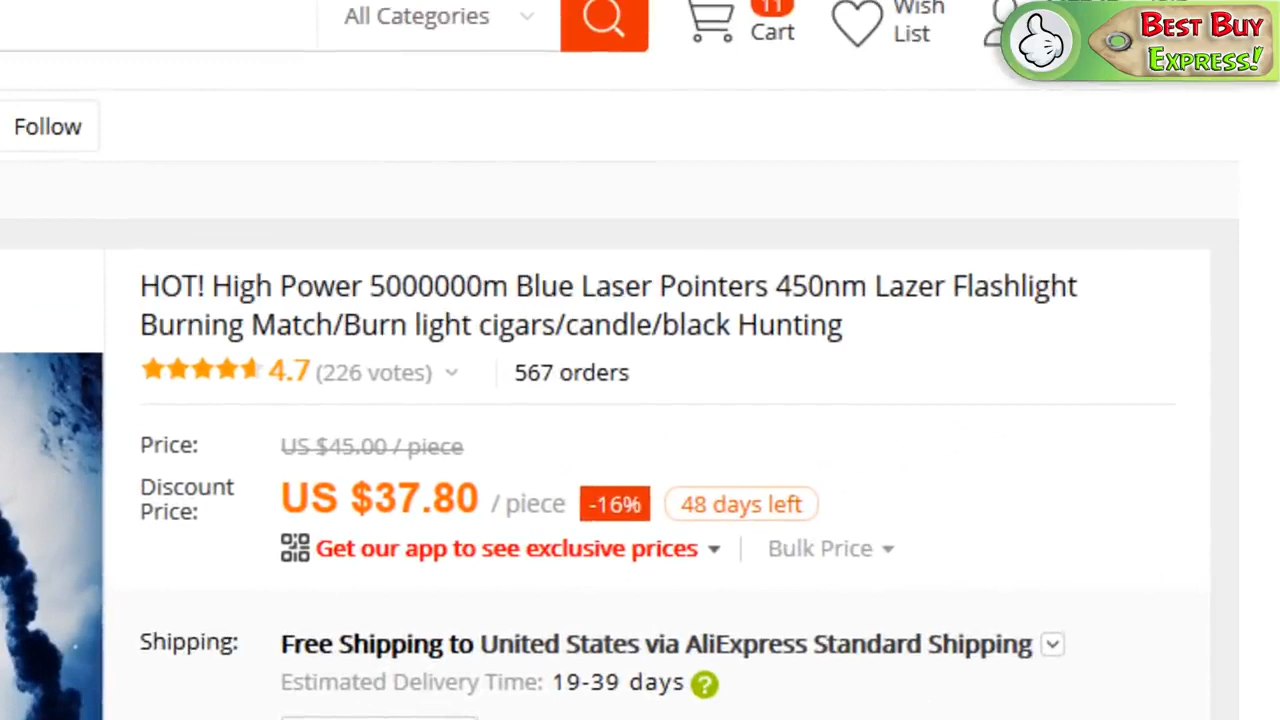 All Categories
11
Cart
Wish
List
BEST BUY
EXPRESS!
Follow
HOT! High Power 5000000m Blue Laser Pointers 450nm Lazer Flashlight
Burning Match/Burn light cigars/candle/black Hunting
4.7 (226 votes)
567 orders
Price:
US $45.00 / piece
Discount
Price:
US $37.80 / piece
-16%
48 days left
Get our app to see exclusive prices
Bulk Price
Shipping:
Free Shipping to United States via AliExpress Standard Shipping
Estimated Delivery Time: 19-39 days ?